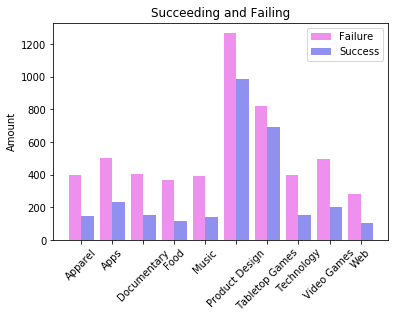 Succeeding and Failing
Failure
Success
1200
1000
800
600
400
200
0
Amount
Apparel
Apps
Documentary
Food
Music
Product Design
Tabletop Games
Technology
Video Games
Web